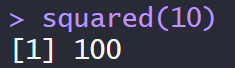 > squared(10)
[1] 100